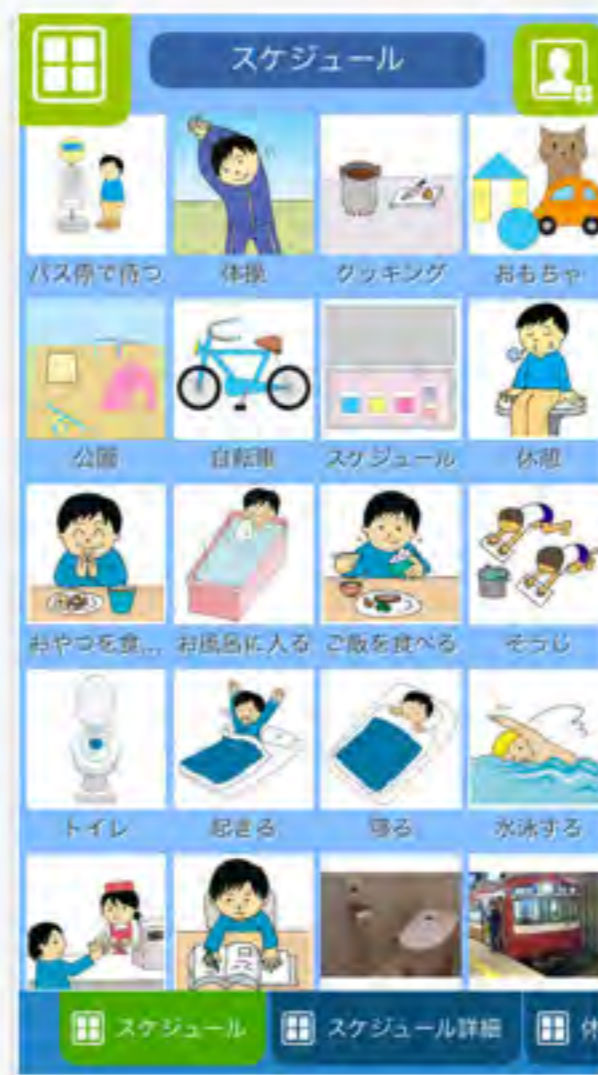 スケジュール
バス停で待つ
体操
クッキング
おもちゃ
公園
自転車
スケジュール
休憩
おやつを食...
お風呂に入る
ご飯を食べる
そうじ
トイレ
起きる
寝る
水泳する
スケジュール
スケジュール詳細
休